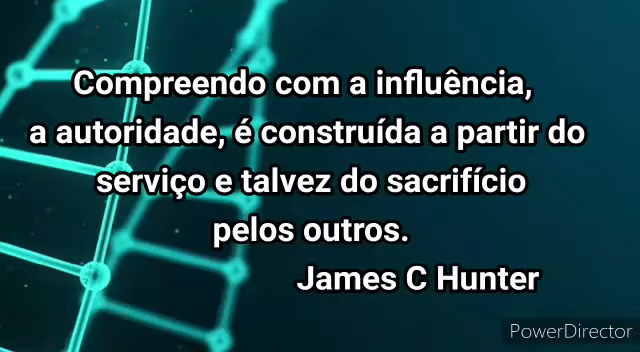 Compreendo com a influência,
a autoridade, é construída a partir do
serviço e talvez do sacrifício
pelos outros.
James C Hunter
PowerDirector